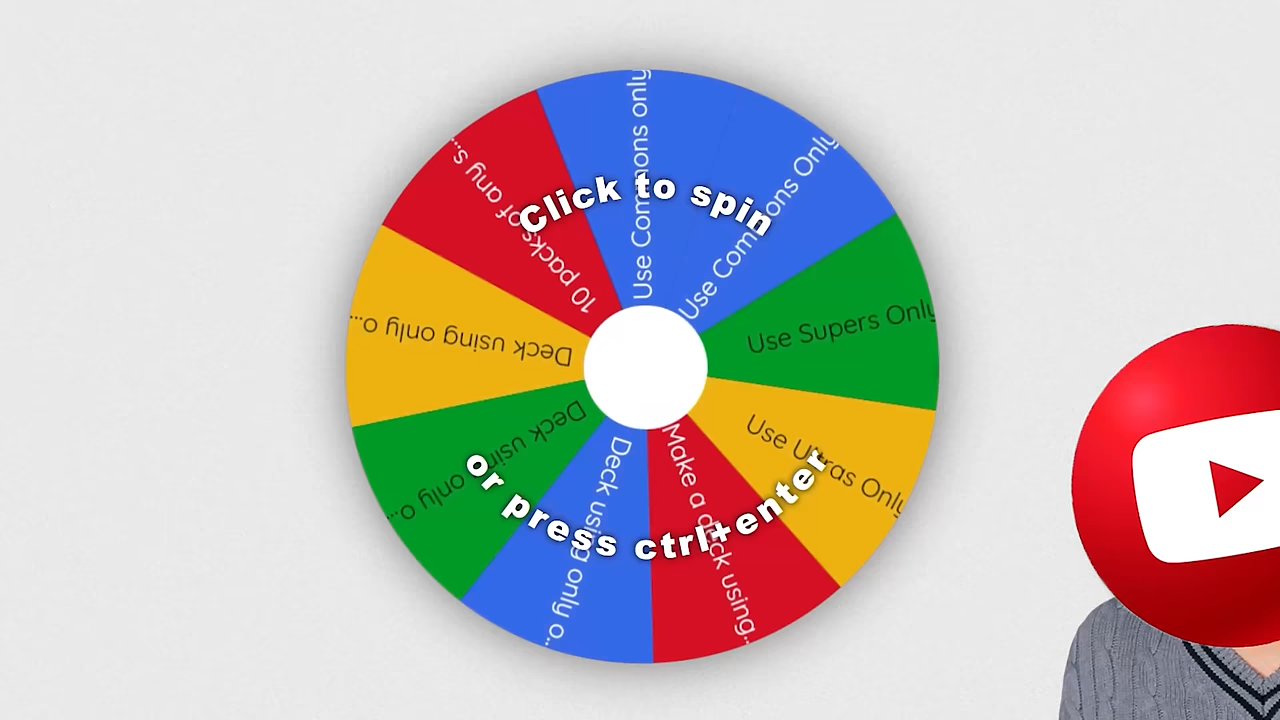 Click to spin
or press ctrl+enter
Use Commons only
Use Commons Only
Use Supers Only
Use Ultras Only
Make a deck using...
Deck using only o...
Deck using only o...
Deck using only o...
10 packs of any s...